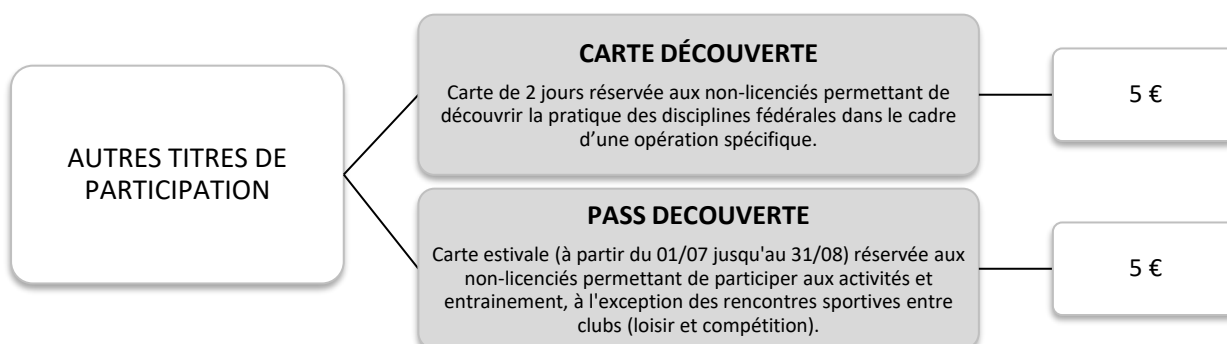 AUTRES TITRES DE
PARTICIPATION
CARTE DÉCOUVERTE
Carte de 2 jours réservée aux non-licenciés permettant de
découvrir la pratique des disciplines fédérales dans le cadre
d’une opération spécifique.
5 €
PASS DECOUVERTE
Carte estivale (à partir du 01/07 jusqu'au 31/08) réservée aux
non-licenciés permettant de participer aux activités et
entrainement, à l'exception des rencontres sportives entre
clubs (loisir et compétition).
5 €